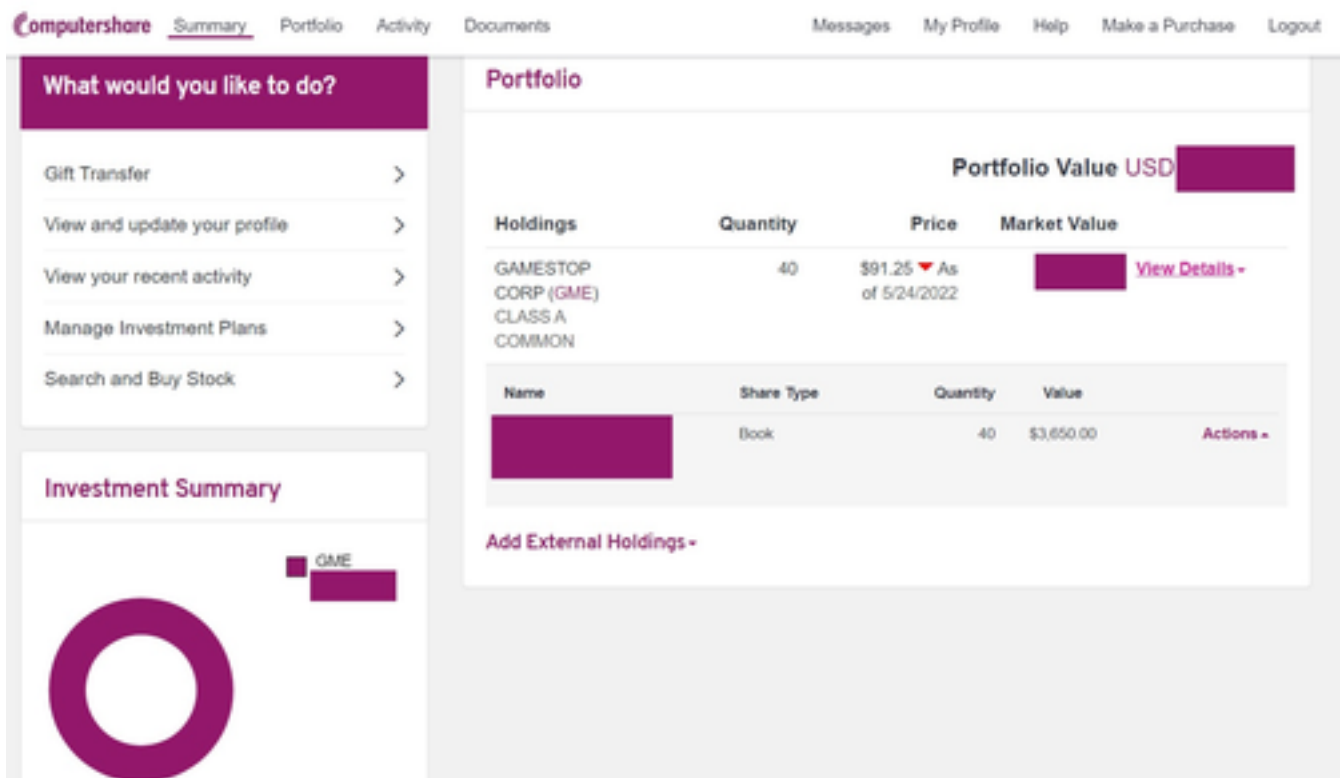 Computershare Summary Portfolio Activity Documents Messages My Profile Help Make a Purchase Logout
What would you like to do?
Gift Transfer
View and update your profile
View your recent activity
Manage Investment Plans
Search and Buy Stock
Investment Summary
GME
Portfolio
Portfolio Value USD
Holdings Quantity Price Market Value
GAMESTOP 40 $91.25 As View Details
CORP (GME) of 5/24/2022
CLASS A
COMMON
Name Share Type Quantity Value
Book 40 $3,650.00 Actions
Add External Holdings